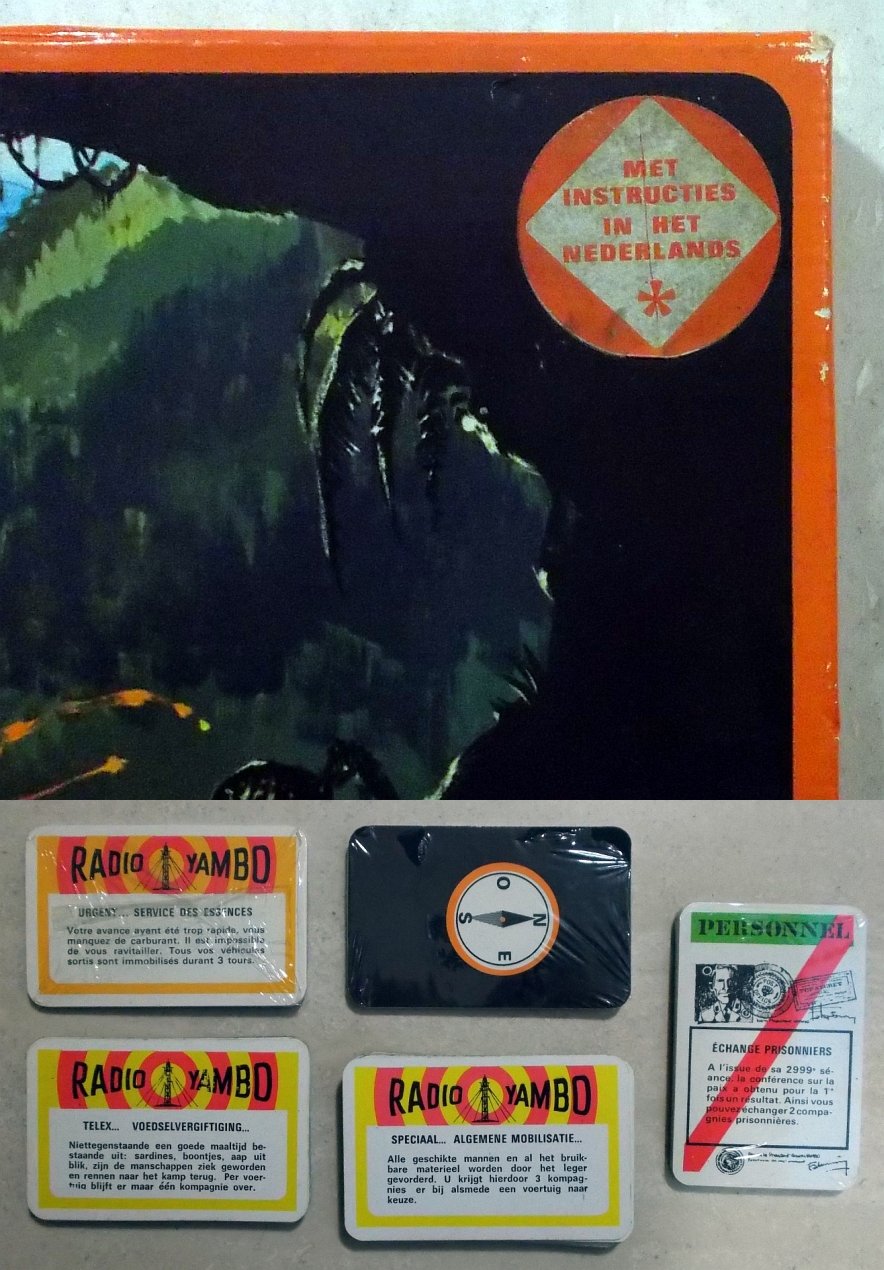 MET
INSTRUCTIES
IN HET
NEDERLANDS
*
RADIO YAMBO
URGENT... SERVICE DES ESSENCES
Votre avance ayant été trop rapide, vous
manquez de carburant. Il est impossible
de vous ravitailler. Tous vos véhicules
sortis sont immobilisés durant 3 tours.
O
N
S
E
PERSONNEL
TOP SECRET
ÉCHANGE PRISONNIERS
A l'issue de sa 2999e sé-
ance, la conférence sur la
paix a obtenu pour la 1e
fois un résultat. Ainsi vous
pouvez échanger 2 compa-
gnies prisonnières.
RADIO YAMBO
TELEX... VOEDSELVERGIFTIGING...
Niettegenstaande een goede maaltijd be-
staande uit: sardines, boontjes, aap uit
blik, zijn de manschappen ziek geworden
en rennen naar het kamp terug. Per voer-
tuig blijft er maar één kompagnie over.
RADIO YAMBO
SPECIAAL... ALGEMENE MOBILISATIE...
Alle geschikte mannen en al het bruik-
bare materieel worden door het leger
gevorderd. U krijgt hierdoor 3 kompag-
nies er bij alsmede een voertuig naar
keuze.